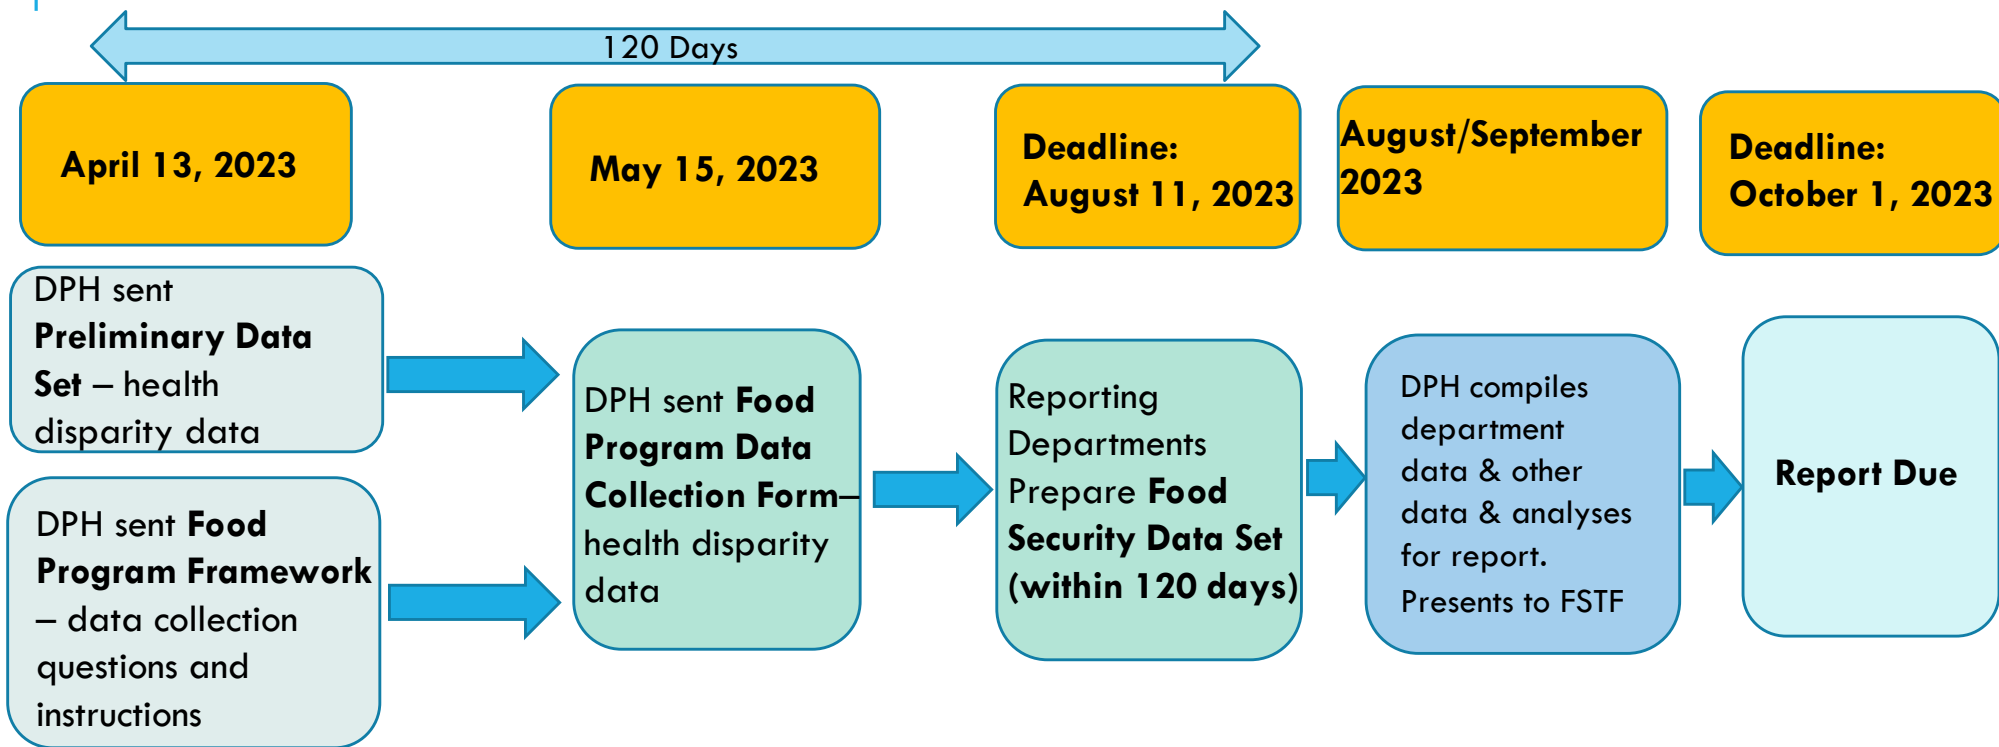 120 Days
April 13, 2023
May 15, 2023
Deadline:
August 11, 2023
August/September
2023
Deadline:
October 1, 2023
DPH sent
Preliminary Data
Set – health
disparity data
DPH sent Food
Program Framework
– data collection
questions and
instructions
DPH sent Food
Program Data
Collection Form–
health disparity
data
Reporting
Departments
Prepare Food
Security Data Set
(within 120 days)
DPH compiles
department
data & other
data & analyses
for report.
Presents to FSTF
Report Due